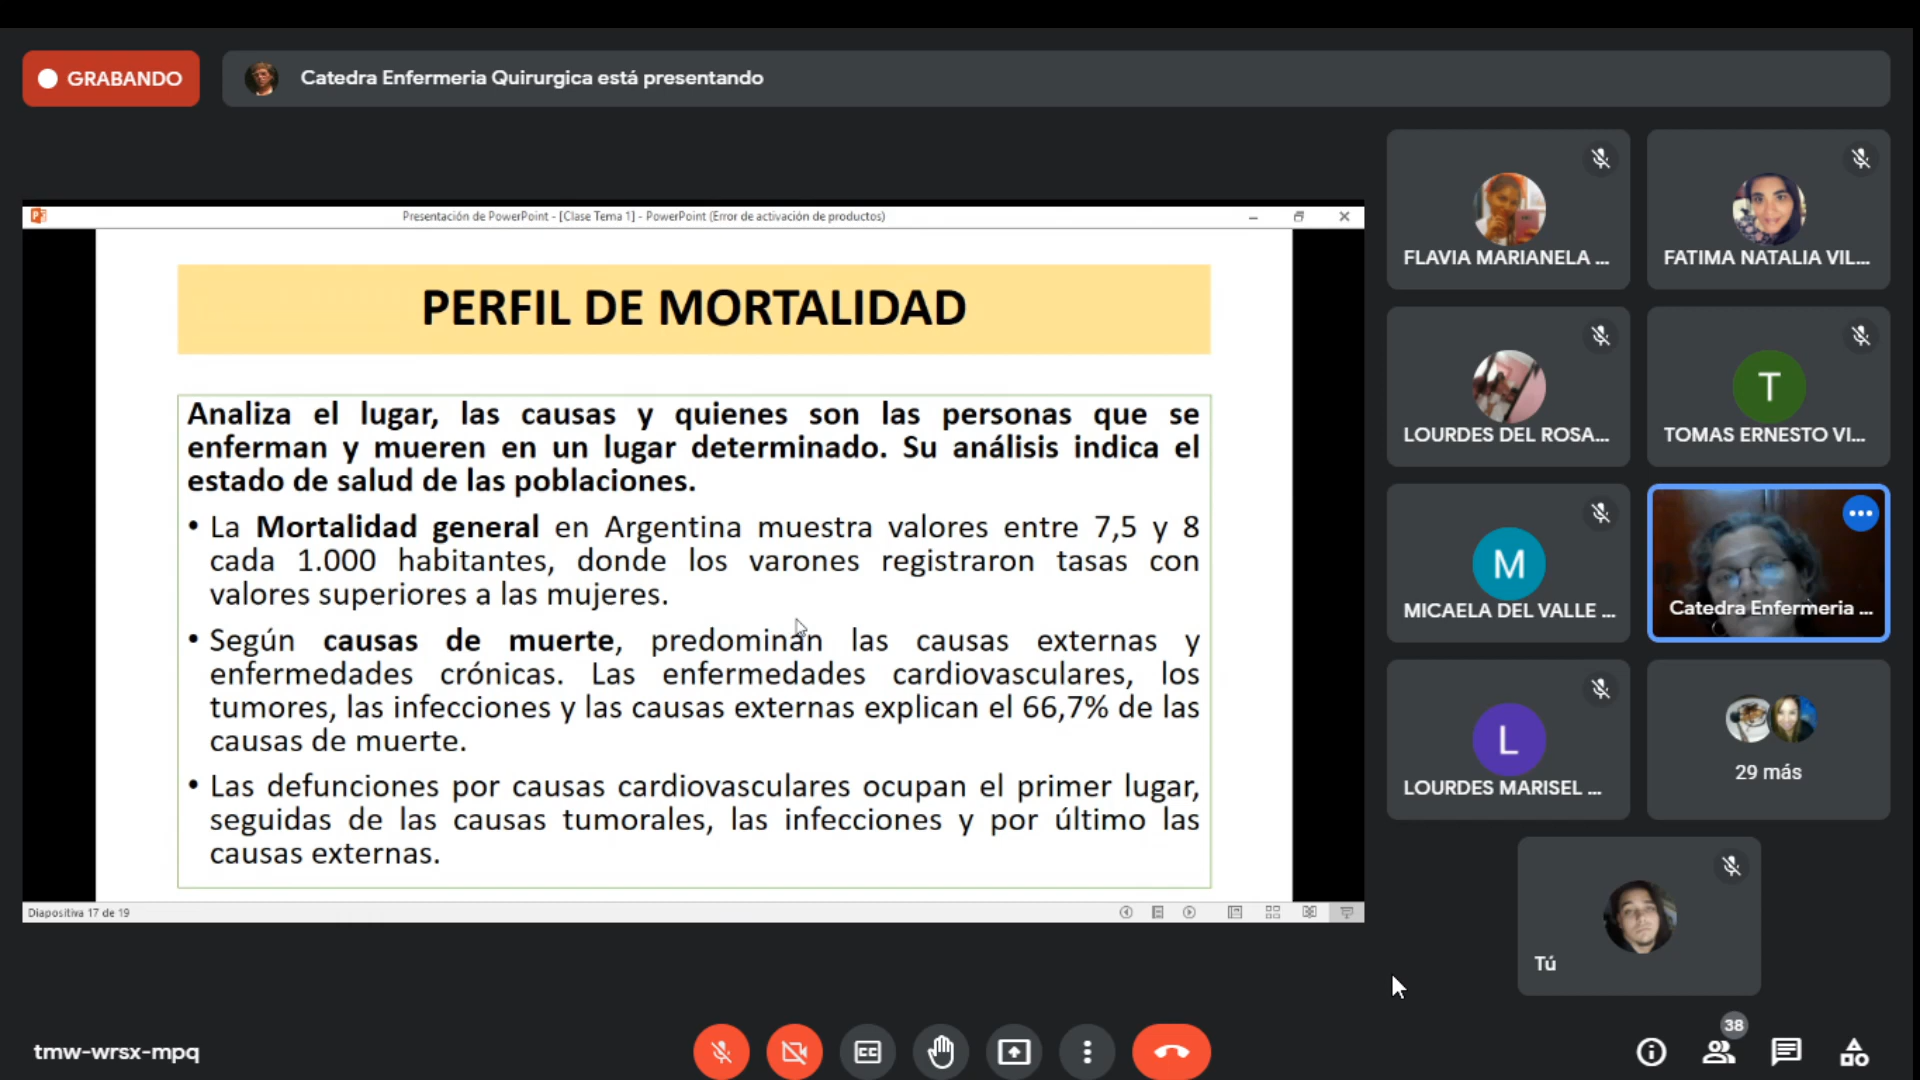 GRABANDO
Catedra Enfermeria Quirurgica está presentando
Presentación de PowerPoint - [Clase Tema 1] - PowerPoint (Error de activación de productos)
PERFIL DE MORTALIDAD
Analiza el lugar, las causas y quienes son las personas que se
enferman y mueren en un lugar determinado. Su análisis indica el
estado de salud de las poblaciones.
• La Mortalidad general en Argentina muestra valores entre 7,5 y 8
cada 1.000 habitantes, donde los varones registraron tasas con
valores superiores a las mujeres.
• Según causas de muerte, predominan las causas externas y
enfermedades crónicas. Las enfermedades cardiovasculares, los
tumores, las infecciones y las causas externas explican el 66,7% de las
causas de muerte.
• Las defunciones por causas cardiovasculares ocupan el primer lugar,
seguidas de las causas tumorales, las infecciones y por último las
causas externas.
Diapositiva 17 de 19
FLAVIA MARIANELA ...
FATIMA NATALIA VIL...
LOURDES DEL ROSA...
T
TOMAS ERNESTO VI...
M
MICAELA DEL VALLE ...
Catedra Enfermeria ...
L
LOURDES MARISEL ...
29 más
Tú
tmw-wrsx-mpq
CC
38